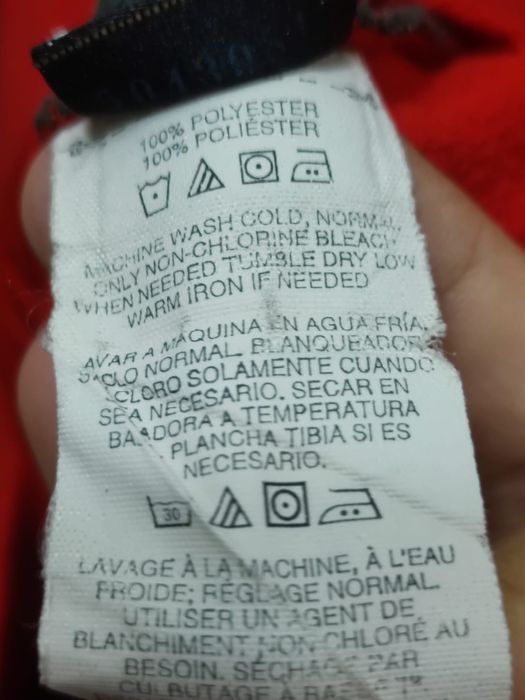 100% POLYESTER
100% POLIÉSTER
MACHINE WASH COLD, NORMAL
ONLY NON-CHLORINE BLEACH
WHEN NEEDED TUMBLE DRY LOW
WARM IRON IF NEEDED
AVAR A MÁQUINA EN AGUA FRÍA,
CICLO NORMAL. BLANQUEADOR
CLORO SOLAMENTE CUANDO
SEA NECESARIO. SECAR EN
A TEMPERATURA
PLANCHA TIBIA SI ES
NECESARIO.
30
LAVAGE À LA MACHINE, À L'EAU
FROIDE; RÉGLAGE NORMAL.
UTILISER UN AGENT DE
BLANCHIMENT NON CHLORÉ AU
BESOIN. SÉCHAGE PAR
CULBUTAGE À